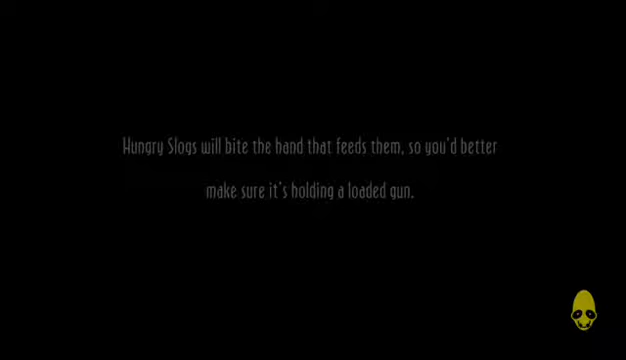 Hungry Slogs will bite the hand that feeds them, so you'd better
make sure it's holding a loaded gun.